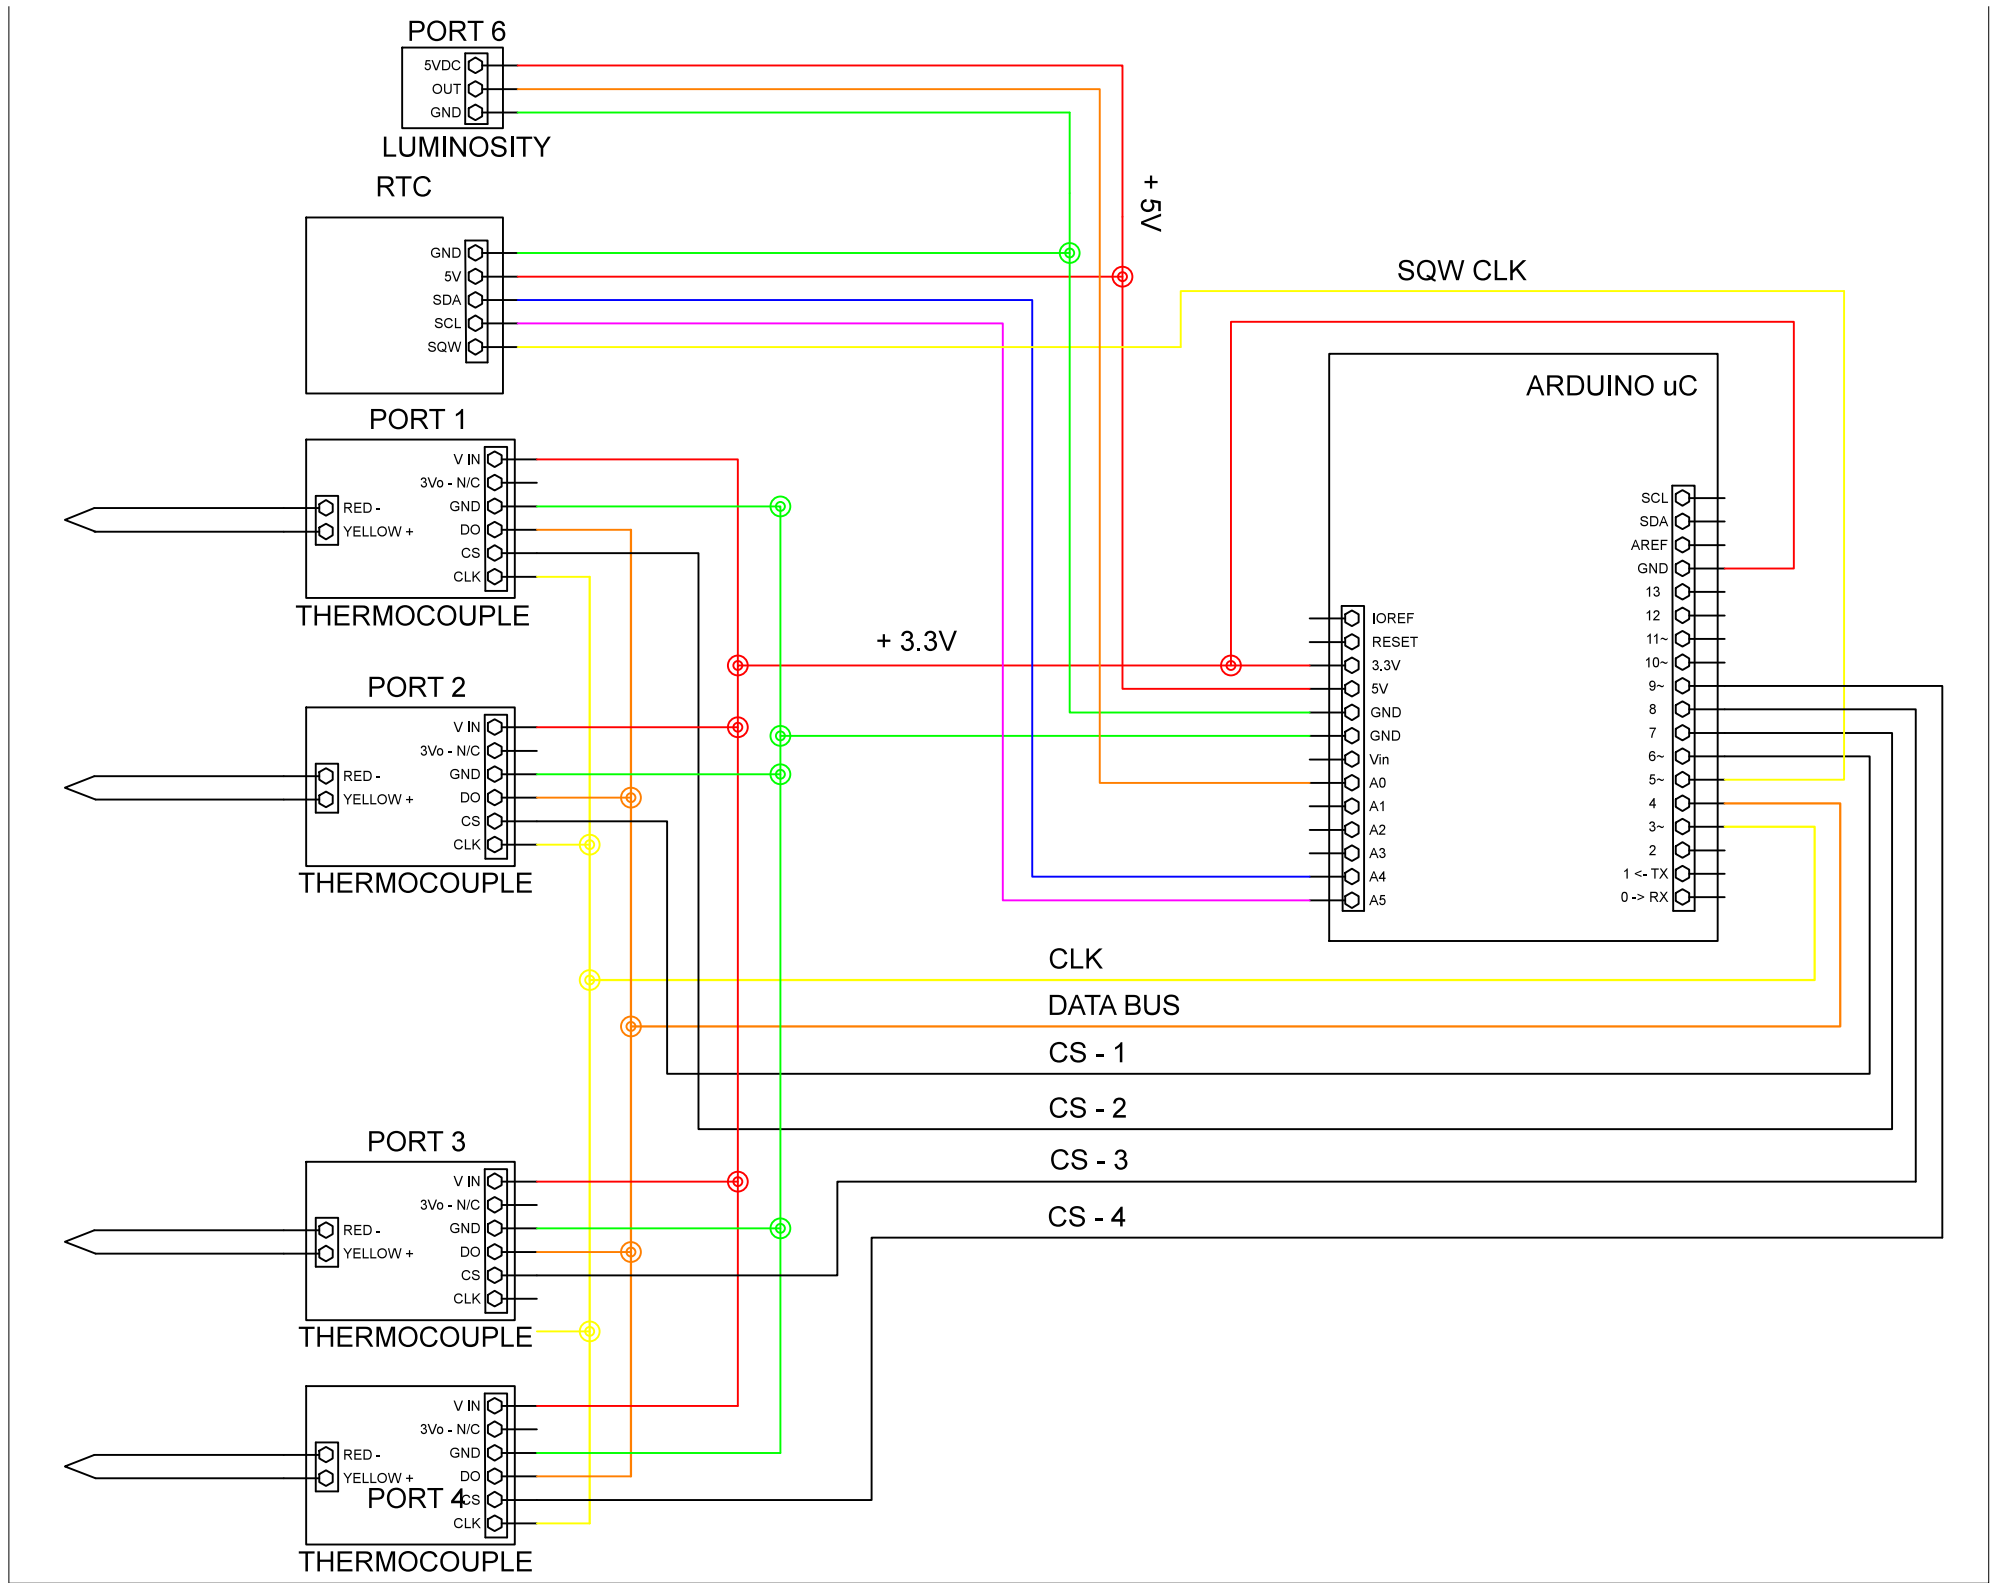 PORT 6
5VDC
OUT
GND
LUMINOSITY
RTC
GND
5V
SDA
SCL
SQW
+ 5V
SQW CLK
PORT 1
V IN
3Vo - N/C
GND
DO
CS
CLK
RED -
YELLOW +
THERMOCOUPLE
+ 3.3V
PORT 2
V IN
3Vo - N/C
GND
DO
CS
CLK
RED -
YELLOW +
THERMOCOUPLE
ARDUINO uC
IOREF
RESET
3.3V
5V
GND
GND
Vin
A0
A1
A2
A3
A4
A5
SCL
SDA
AREF
GND
13
12
11~
10~
9~
8
7
6~
5~
4
3~
2
1 <- TX
0 -> RX
CLK
DATA BUS
CS - 1
CS - 2
CS - 3
CS - 4
PORT 3
V IN
3Vo - N/C
GND
DO
CS
CLK
RED -
YELLOW +
THERMOCOUPLE
V IN
3Vo - N/C
GND
DO
CS
CLK
RED -
YELLOW +
PORT 4
THERMOCOUPLE